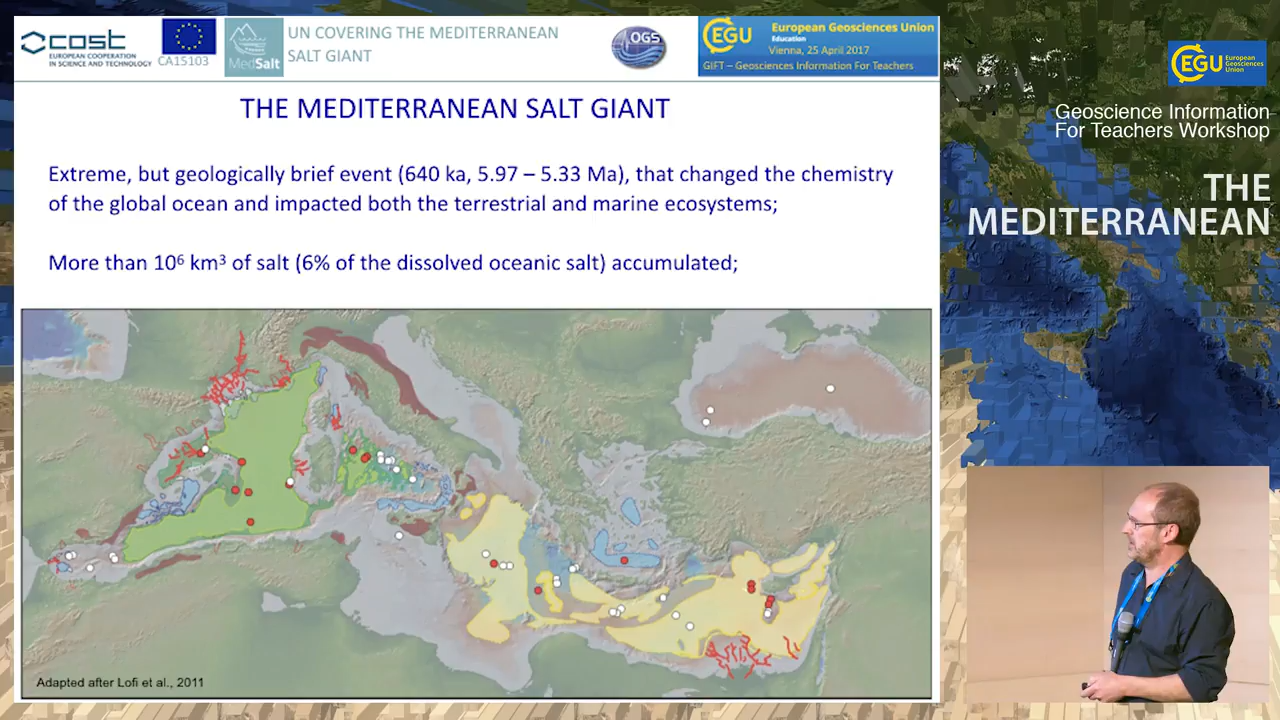 cost
EUROPEAN COOPERATION
IN SCIENCE AND TECHNOLOGY
CA15103
MedSalt
UN COVERING THE MEDITERRANEAN
SALT GIANT
OGS
EGU
European Geosciences Union
Education
Vienna, 25 April 2017
GIFT – Geosciences Information For Teachers
THE MEDITERRANEAN SALT GIANT
Extreme, but geologically brief event (640 ka, 5.97 – 5.33 Ma), that changed the chemistry
of the global ocean and impacted both the terrestrial and marine ecosystems;
More than 10⁶ km³ of salt (6% of the dissolved oceanic salt) accumulated;
Adapted after Lofi et al., 2011
EGU
European
Geosciences
Union
Geoscience Information
For Teachers Workshop
THE
MEDITERRANEAN